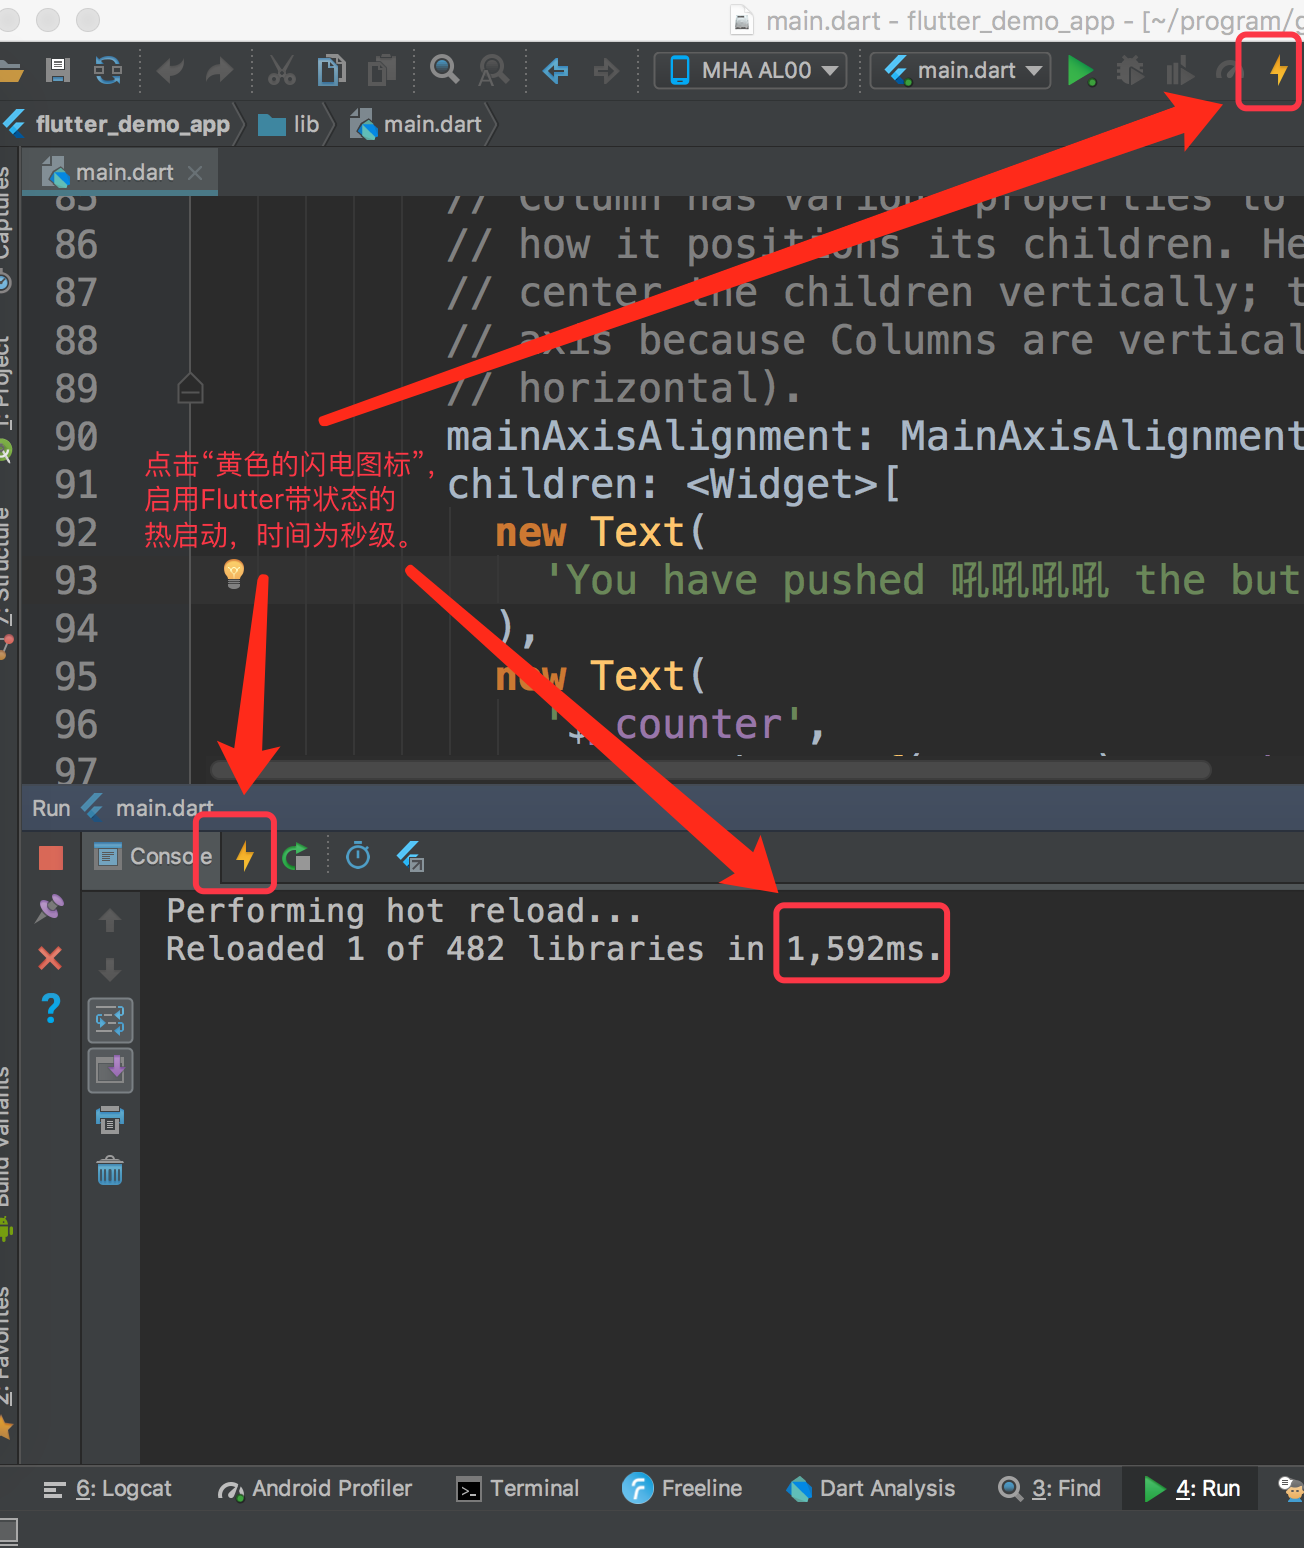 main.dart - flutter_demo_app - [~/program/g
MHA AL00
main.dart
flutter_demo_app
lib
main.dart
main.dart
Captures
1: Project
7: Structure
Build Variants
2: Favorites
85 // Column has various properties to
86 // how it positions its children. He
87 // center the children vertically; t
88 // axis because Columns are vertical
89 // horizontal).
90 mainAxisAlignment: MainAxisAlignment
91 children: <Widget>[
92 new Text(
93 'You have pushed 吼吼吼吼 the but
94 ),
95 new Text(
96 '$_counter',
97
点击“黄色的闪电图标”，
启用Flutter带状态的
热启动，时间为秒级。
Run main.dart
Console
Performing hot reload...
Reloaded 1 of 482 libraries in 1,592ms.
6: Logcat
Android Profiler
Terminal
Freeline
Dart Analysis
3: Find
4: Run